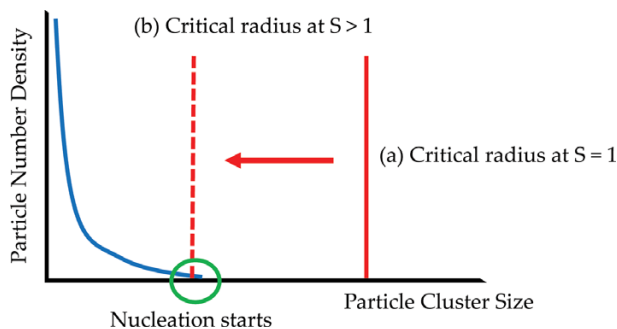 (b) Critical radius at S > 1
Particle Number Density
(a) Critical radius at S = 1
Particle Cluster Size
Nucleation starts